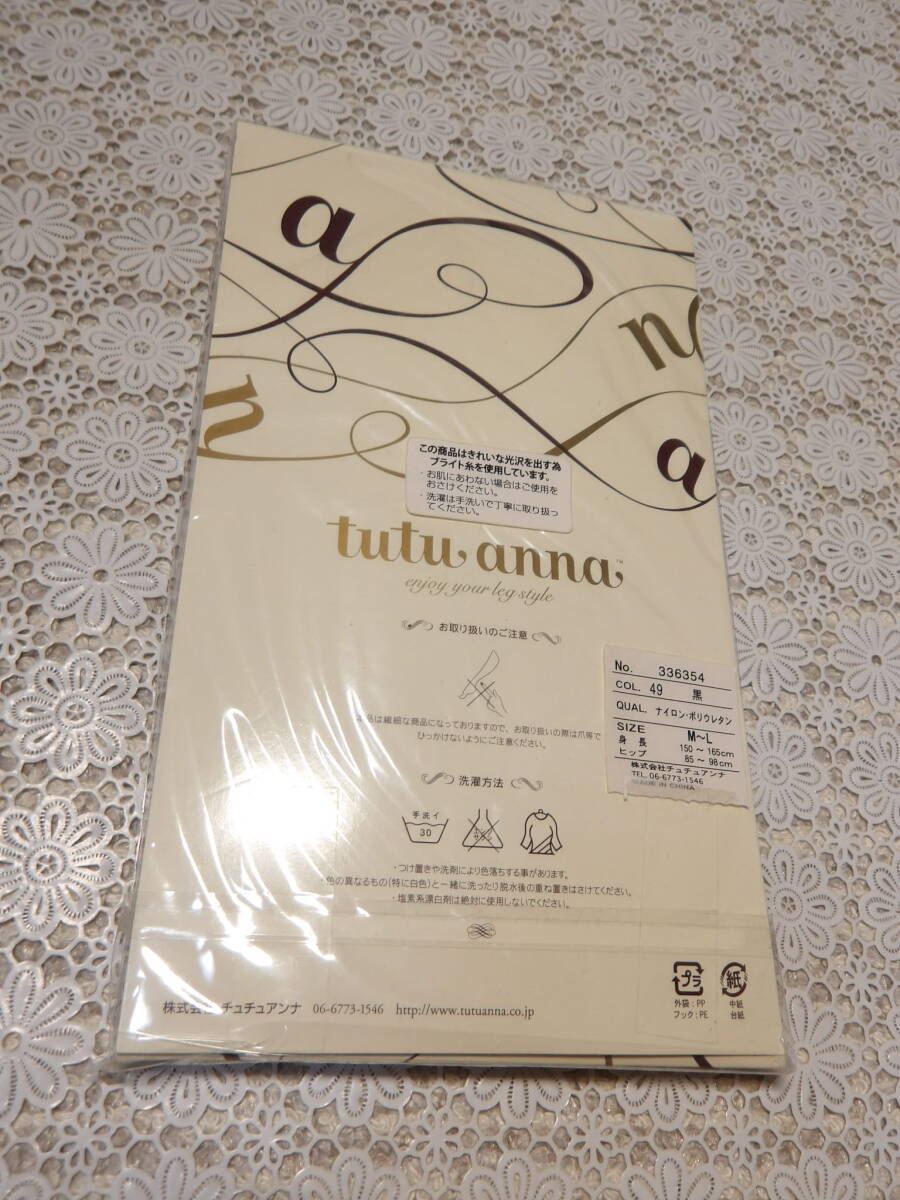 a
n
n
a
この商品はきれいな光沢を出す為
ブライト糸を使用しています。
・お肌にあわない場合はご使用を
おさけください。
・洗濯は手洗いで丁寧に取り扱っ
てください。
tutu anna™
enjoy your leg style
お取り扱いのご注意
品は繊細な商品になっておりますので、お取り扱いの際は爪等で
ひっかけないようにご注意ください。
洗濯方法
手洗イ
30
・つけ置きや洗剤により色落ちする事があります。
・色の異なるもの(特に白色)と一緒に洗ったり脱水後の重ね置きはさけてください。
・塩素系漂白剤は絶対に使用しないでください。
No. 336354
COL. 49 黒
QUAL. ナイロン・ポリウレタン
SIZE M~L
身長 150~165cm
ヒップ 85~98cm
株式会社チュチュアンナ
TEL. 06-6773-1546
MADE IN CHINA
プラ
外袋:PP
フック:PE
紙
中紙
台紙
株式会社チュチュアンナ 06-6773-1546 http://www.tutuanna.co.jp